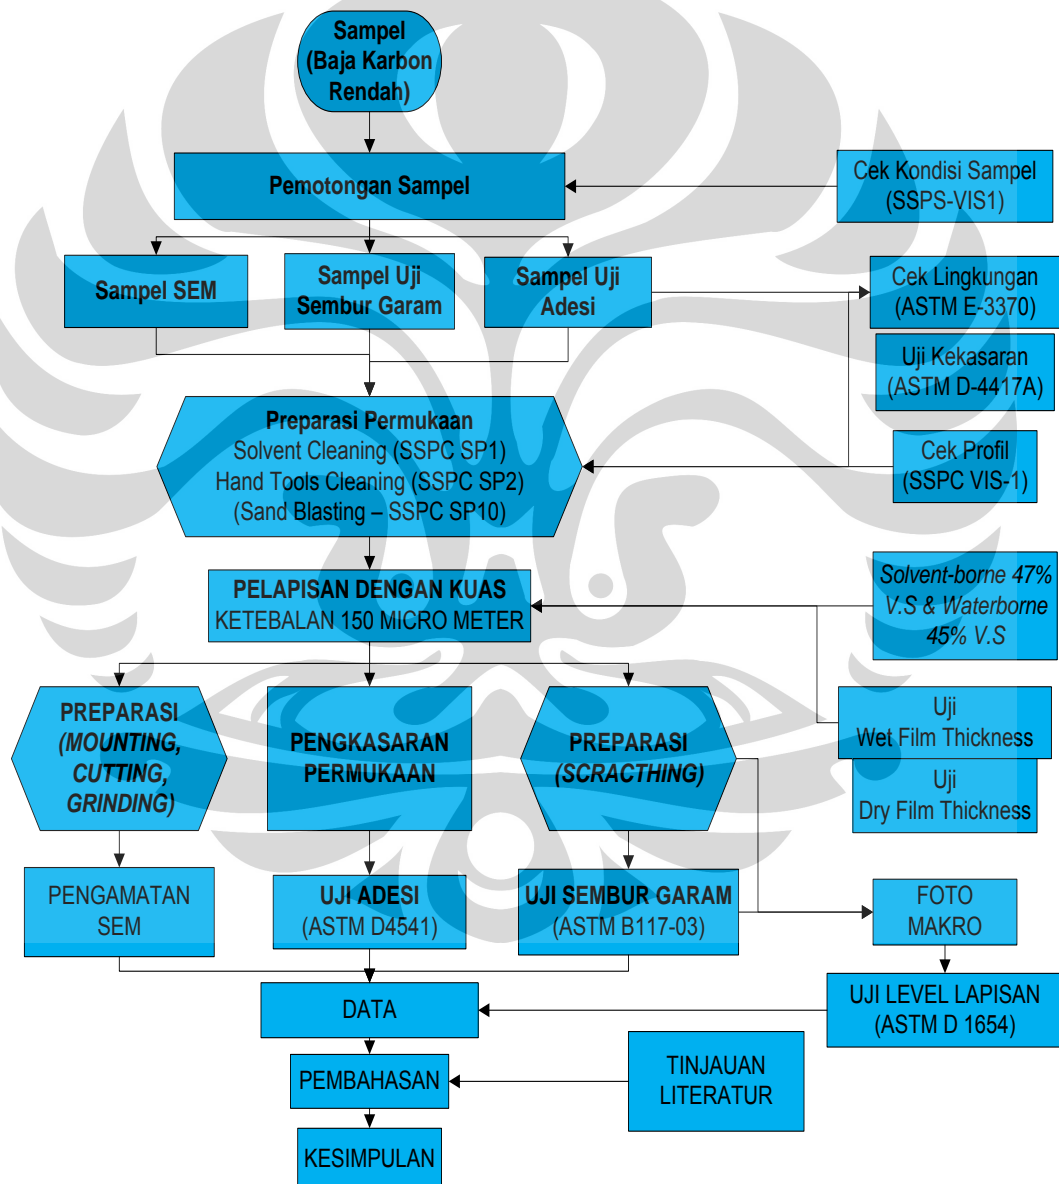 Sampel
(Baja Karbon
Rendah)
Pemotongan Sampel
Cek Kondisi Sampel
(SSPS-VIS1)
Sampel SEM
Sampel Uji
Sembur Garam
Sampel Uji
Adesi
Cek Lingkungan
(ASTM E-3370)
Uji Kekasaran
(ASTM D-4417A)
Preparasi Permukaan
Solvent Cleaning (SSPC SP1)
Hand Tools Cleaning (SSPC SP2)
(Sand Blasting – SSPC SP10)
Cek Profil
(SSPC VIS-1)
PELAPISAN DENGAN KUAS
KETEBALAN 150 MICRO METER
Solvent-borne 47%
V.S & Waterborne
45% V.S
PREPARASI
(MOUNTING,
CUTTING,
GRINDING)
PENGKASARAN
PERMUKAAN
PREPARASI
(SCRACTHING)
Uji
Wet Film Thickness
Uji
Dry Film Thickness
PENGAMATAN
SEM
UJI ADESI
(ASTM D4541)
UJI SEMBUR GARAM
(ASTM B117-03)
FOTO
MAKRO
DATA
UJI LEVEL LAPISAN
(ASTM D 1654)
PEMBAHASAN
TINJAUAN
LITERATUR
KESIMPULAN